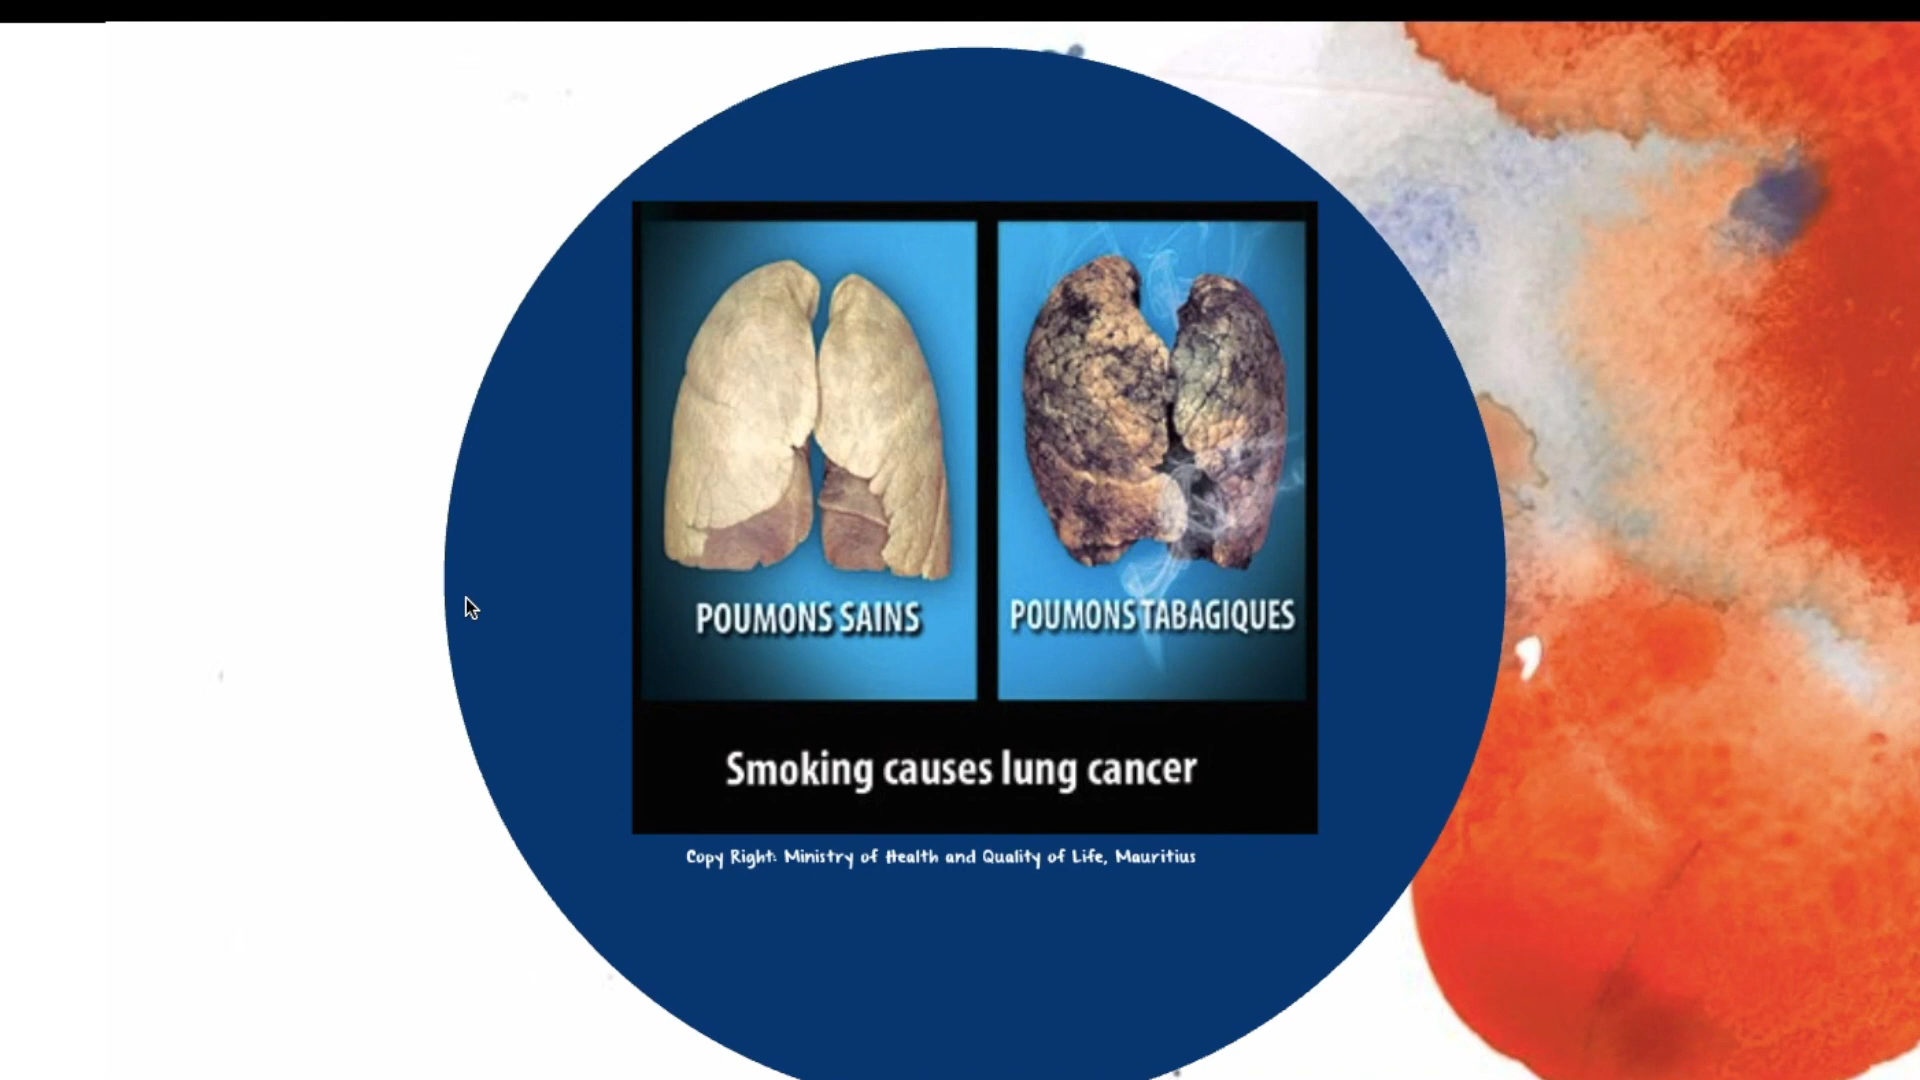 POUMONS SAINS
POUMONS TABAGIQUES
Smoking causes lung cancer
Copy Right: Ministry of Health and Quality of Life, Mauritius